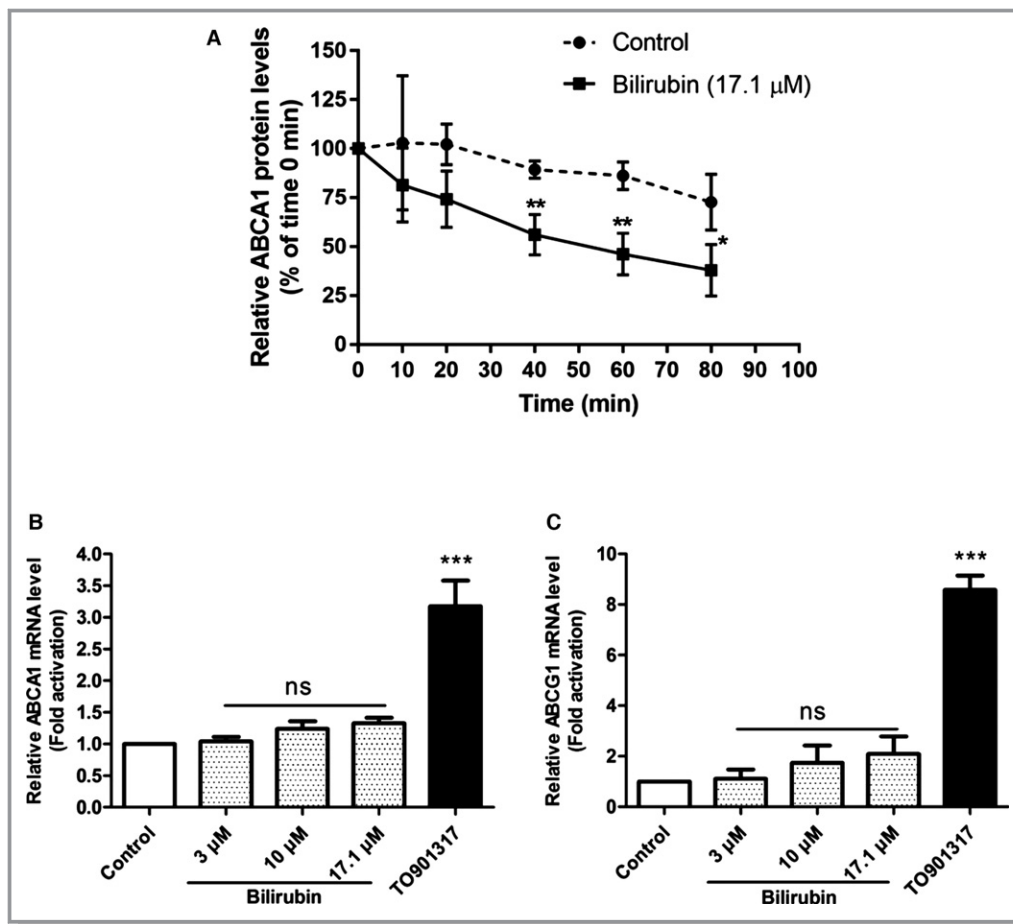 A
Relative ABCA1 protein levels
(% of time 0 min)
150
125
100
75
50
25
0
Control
Bilirubin (17.1 μM)
**
**
*
0 10 20 30 40 50 60 70 80 90 100
Time (min)
B
Relative ABCA1 mRNA level
(Fold activation)
4.0
3.5
3.0
2.5
2.0
1.5
1.0
0.5
0.0
ns
***
Control
3 μM
10 μM
17.1 μM
TO901317
Bilirubin
C
Relative ABCG1 mRNA level
(Fold activation)
10
8
6
4
2
0
ns
***
Control
3 μM
10 μM
17.1 μM
TO901317
Bilirubin